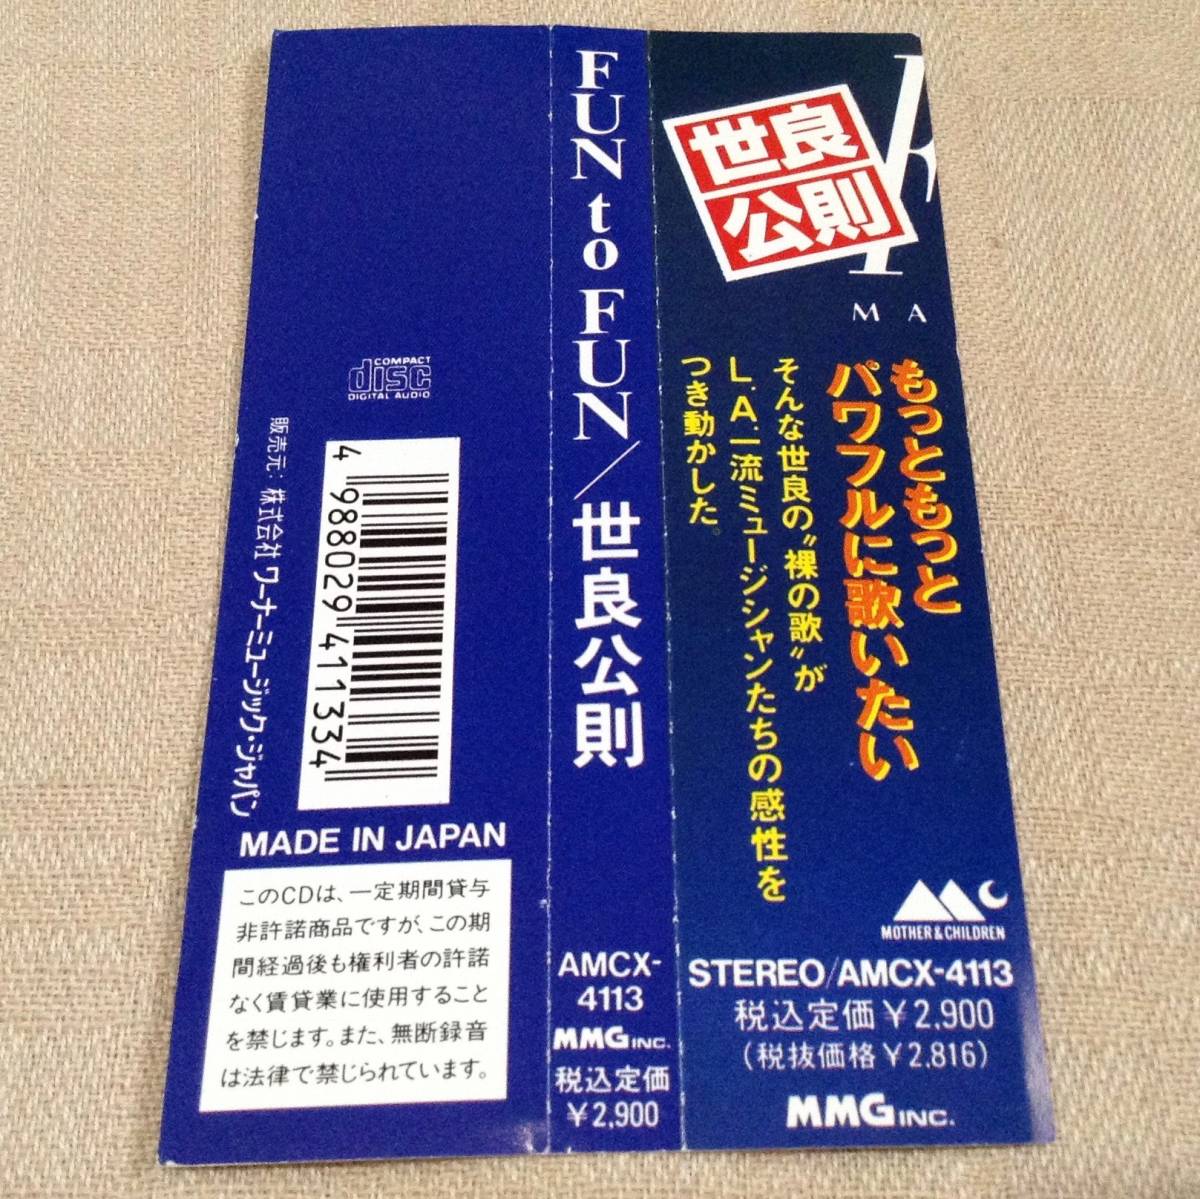 世良
公則
M A
もっともっと
パワフルに歌いたい
そんな世良の“裸の歌”が
L.A.一流ミュージシャンたちの感性を
つき動かした。
MOTHER & CHILDREN
STEREO/AMCX-4113
税込定価¥2,900
(税抜価格¥2,816)
MMG INC.
FUN to FUN/世良公則
AMCX-
4113
MMG INC.
税込定価
¥2,900
COMPACT
disc
DIGITAL AUDIO
4 988029 411334
販売元:株式会社 ワーナーミュージック・ジャパン
MADE IN JAPAN
このCDは、一定期間貸与
非許諾商品ですが、この期
間経過後も権利者の許諾
なく賃貸業に使用すること
を禁じます。また、無断録音
は法律で禁じられています。